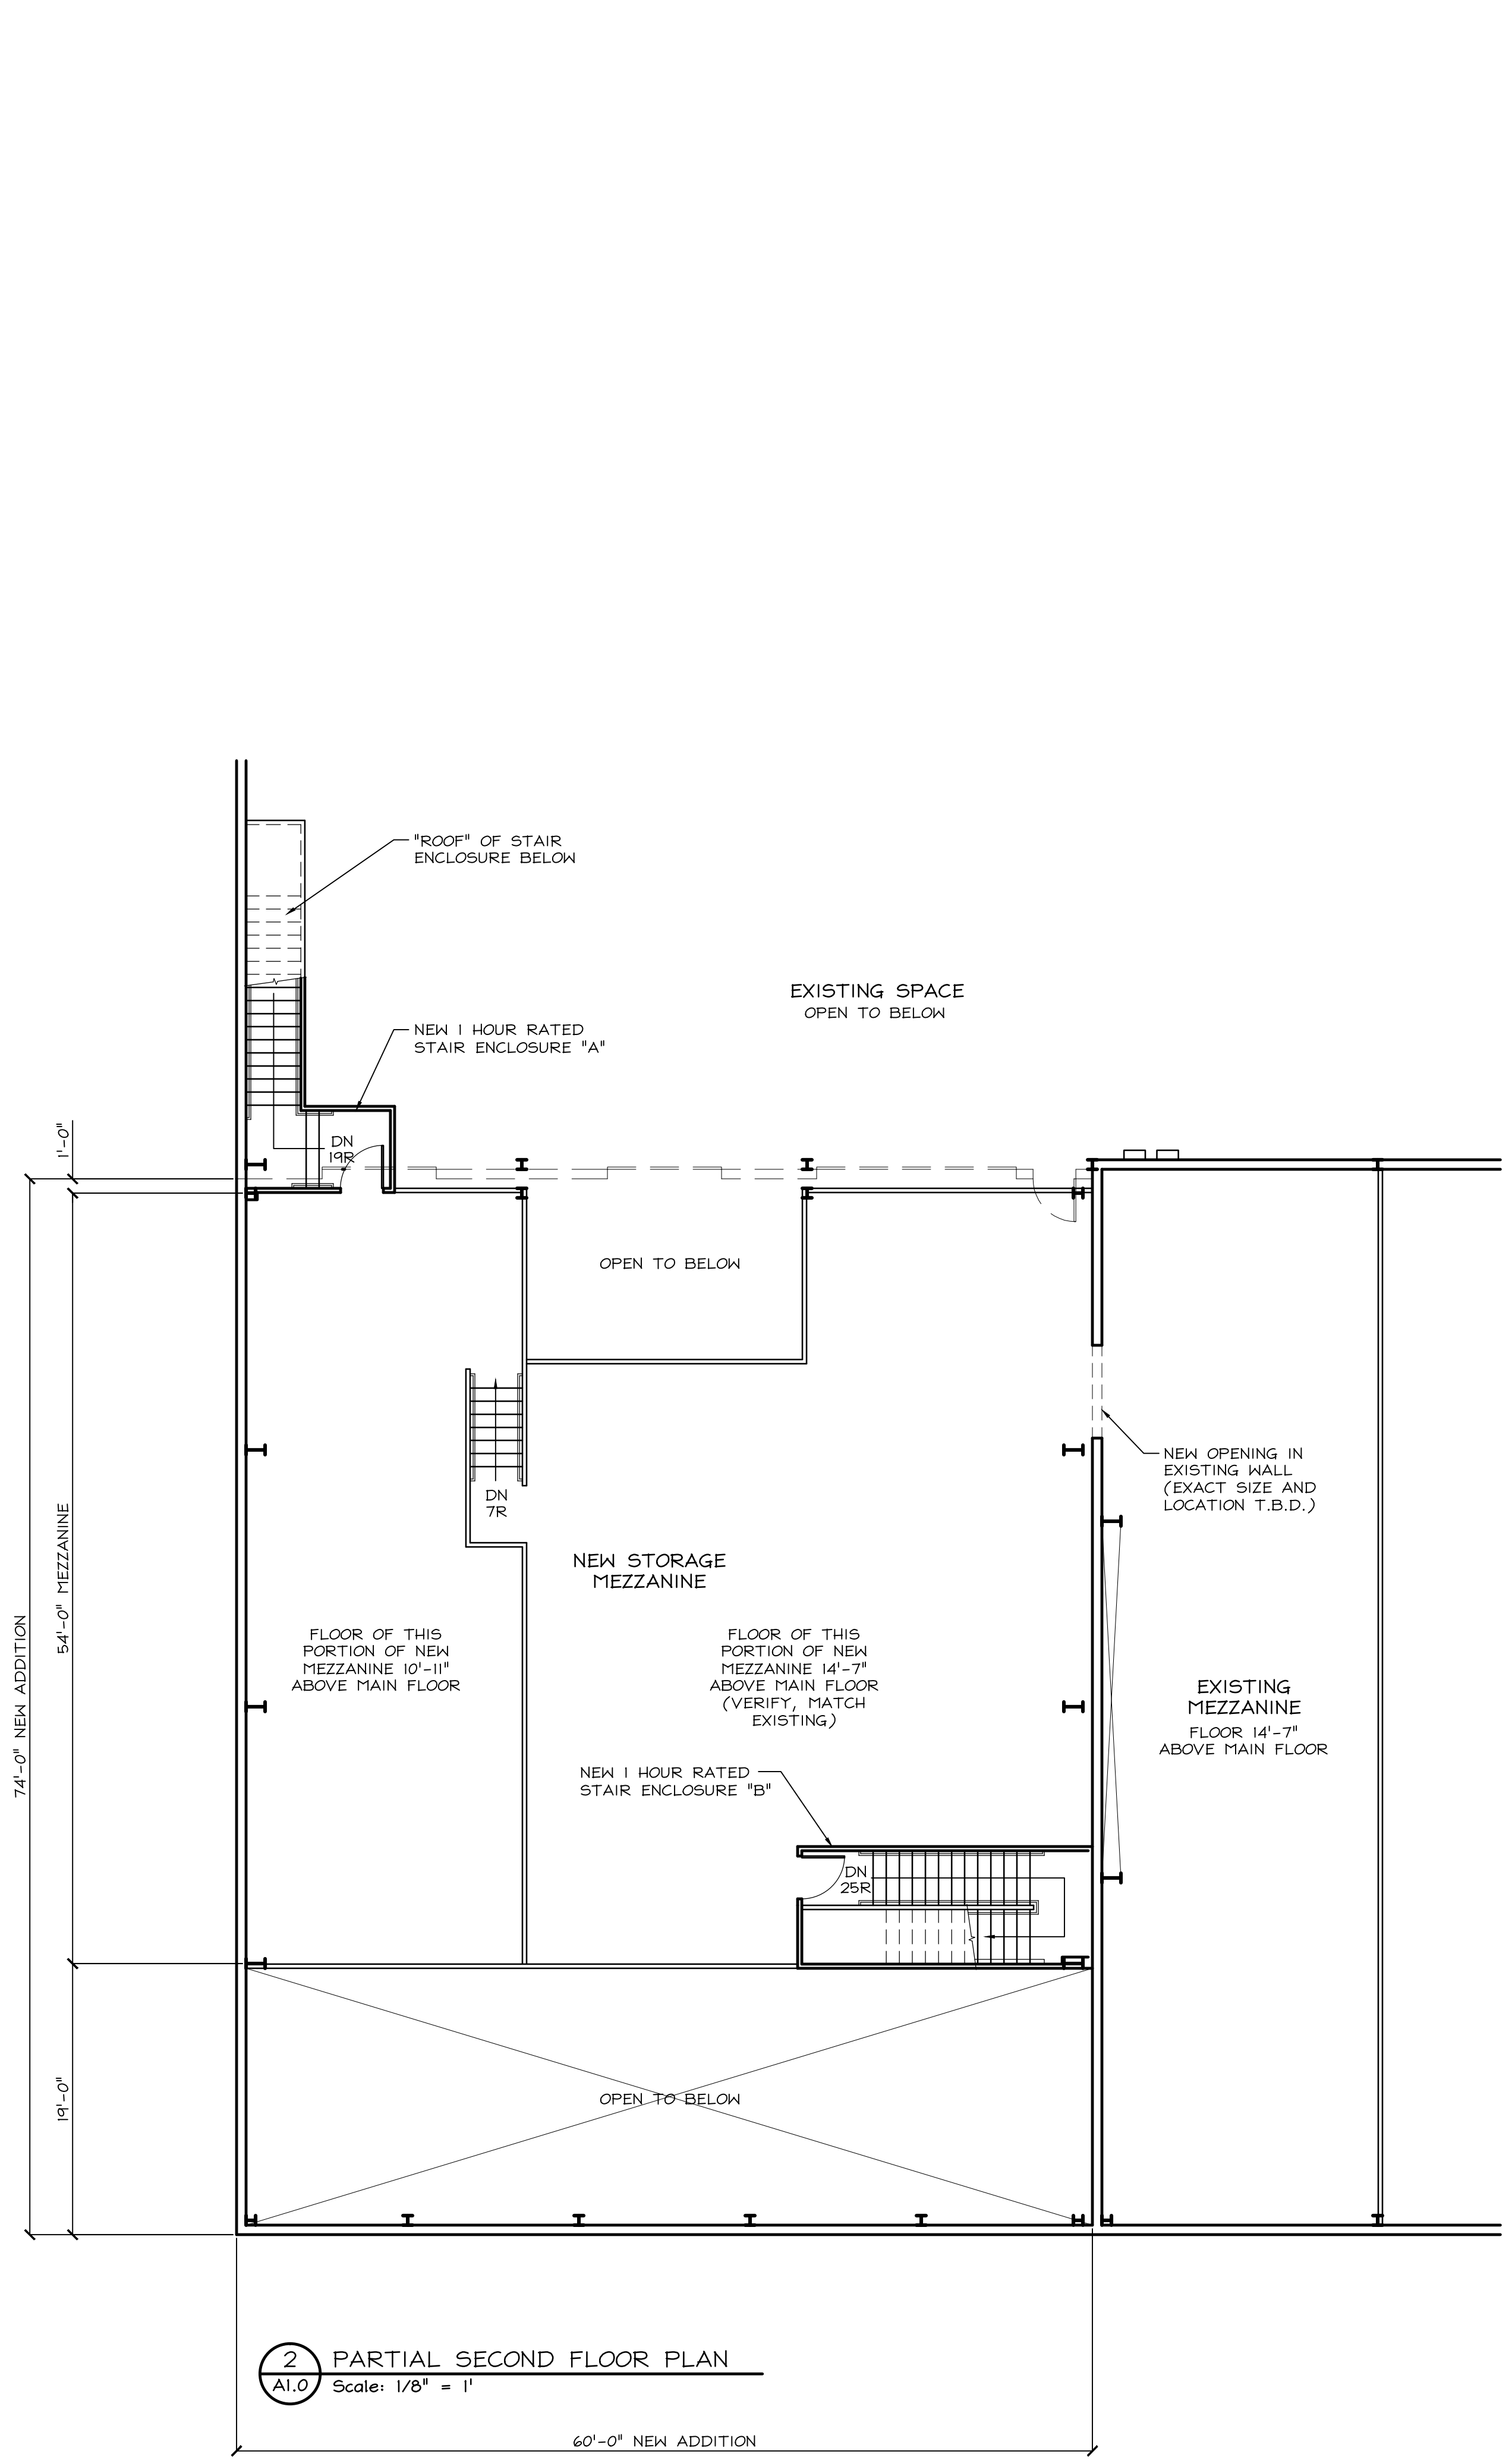 "ROOF" OF STAIR
ENCLOSURE BELOW
EXISTING SPACE
OPEN TO BELOW
NEW 1 HOUR RATED
STAIR ENCLOSURE "A"
1'-0"
DN
19R
OPEN TO BELOW
NEW OPENING IN
EXISTING WALL
(EXACT SIZE AND
LOCATION T.B.D.)
DN
7R
NEW STORAGE
MEZZANINE
54'-0" MEZZANINE
74'-0" NEW ADDITION
FLOOR OF THIS
PORTION OF NEW
MEZZANINE 10'-11"
ABOVE MAIN FLOOR
FLOOR OF THIS
PORTION OF NEW
MEZZANINE 14'-7"
ABOVE MAIN FLOOR
(VERIFY, MATCH
EXISTING)
EXISTING
MEZZANINE
FLOOR 14'-7"
ABOVE MAIN FLOOR
NEW 1 HOUR RATED
STAIR ENCLOSURE "B"
DN
25R
19'-0"
OPEN TO BELOW
2
A1.0
PARTIAL SECOND FLOOR PLAN
Scale: 1/8" = 1'
60'-0" NEW ADDITION